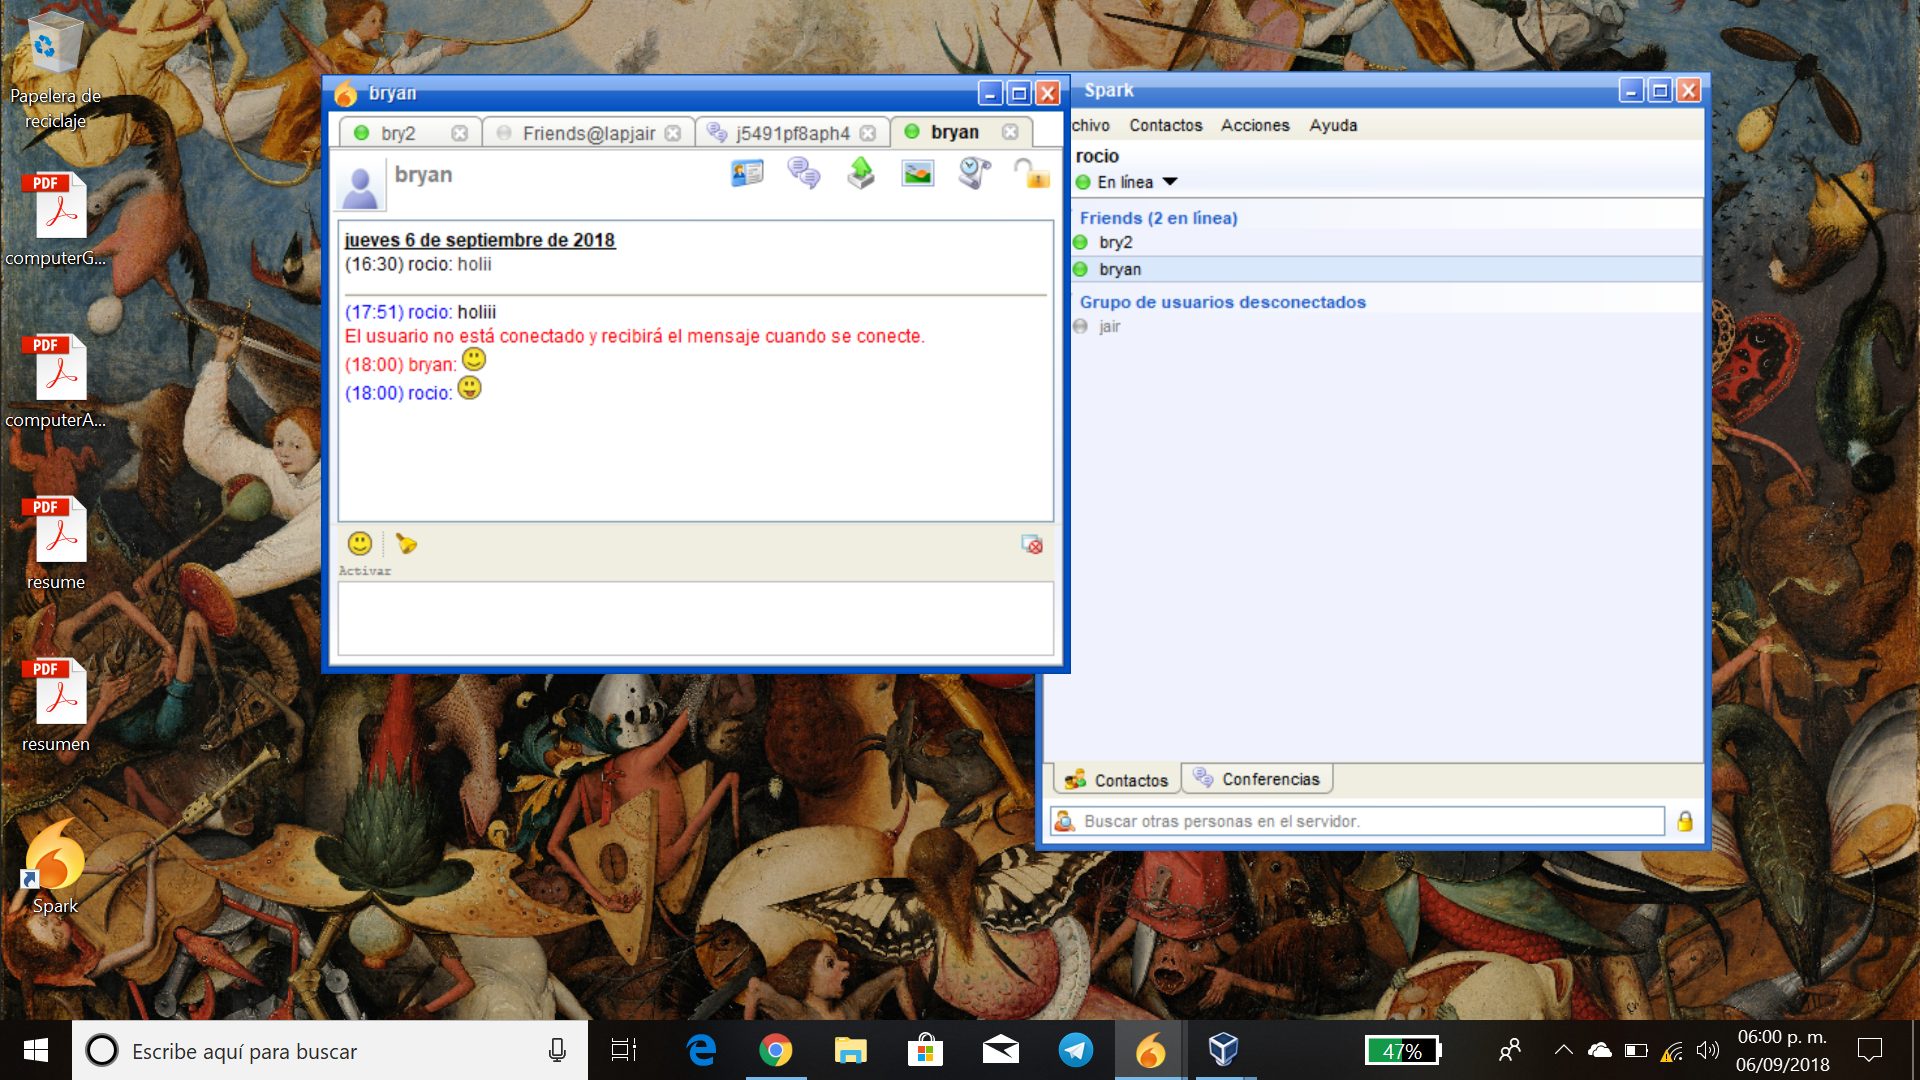 Papelera de
reciclaje
PDF
computerG...
PDF
computerA...
PDF
resume
PDF
resumen
Spark
bryan
bry2
Friends@lapjair
j5491pf8aph4
bryan
bryan
jueves 6 de septiembre de 2018
(16:30) rocio: holii
(17:51) rocio: holiii
El usuario no está conectado y recibirá el mensaje cuando se conecte.
(18:00) bryan:
(18:00) rocio:
Activar
Spark
chivo Contactos Acciones Ayuda
rocio
En línea
Friends (2 en línea)
bry2
bryan
Grupo de usuarios desconectados
jair
Contactos
Conferencias
Buscar otras personas en el servidor.
Escribe aquí para buscar
47%
06:00 p. m.
06/09/2018